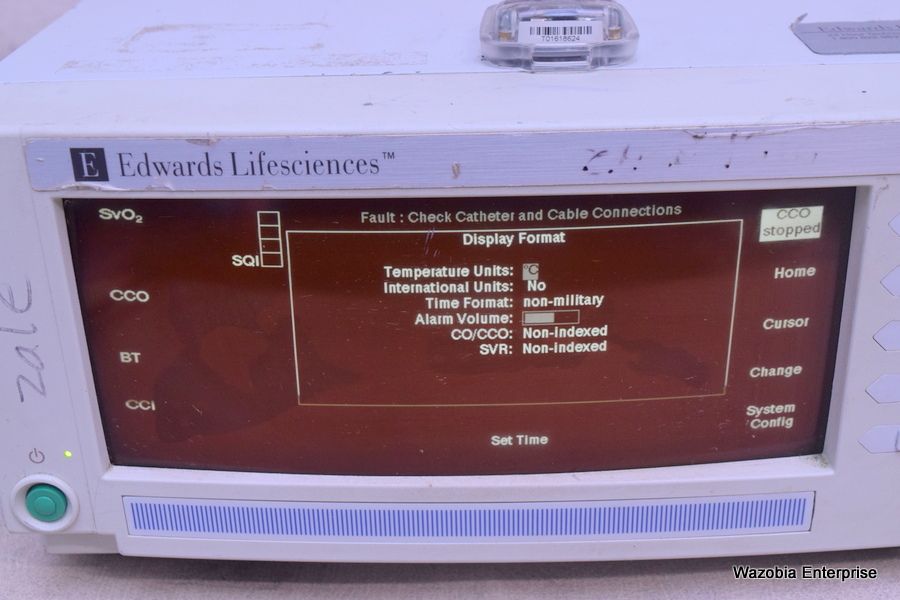 T01618624
E Edwards Lifesciences™
SvO2
SQI
CCO
BT
CCI
Fault : Check Catheter and Cable Connections
Display Format
Temperature Units: °C
International Units: No
Time Format: non-military
Alarm Volume:
CO/CCO: Non-indexed
SVR: Non-indexed
Set Time
CCO
stopped
Home
Cursor
Change
System
Config
zale
Wazobia Enterprise